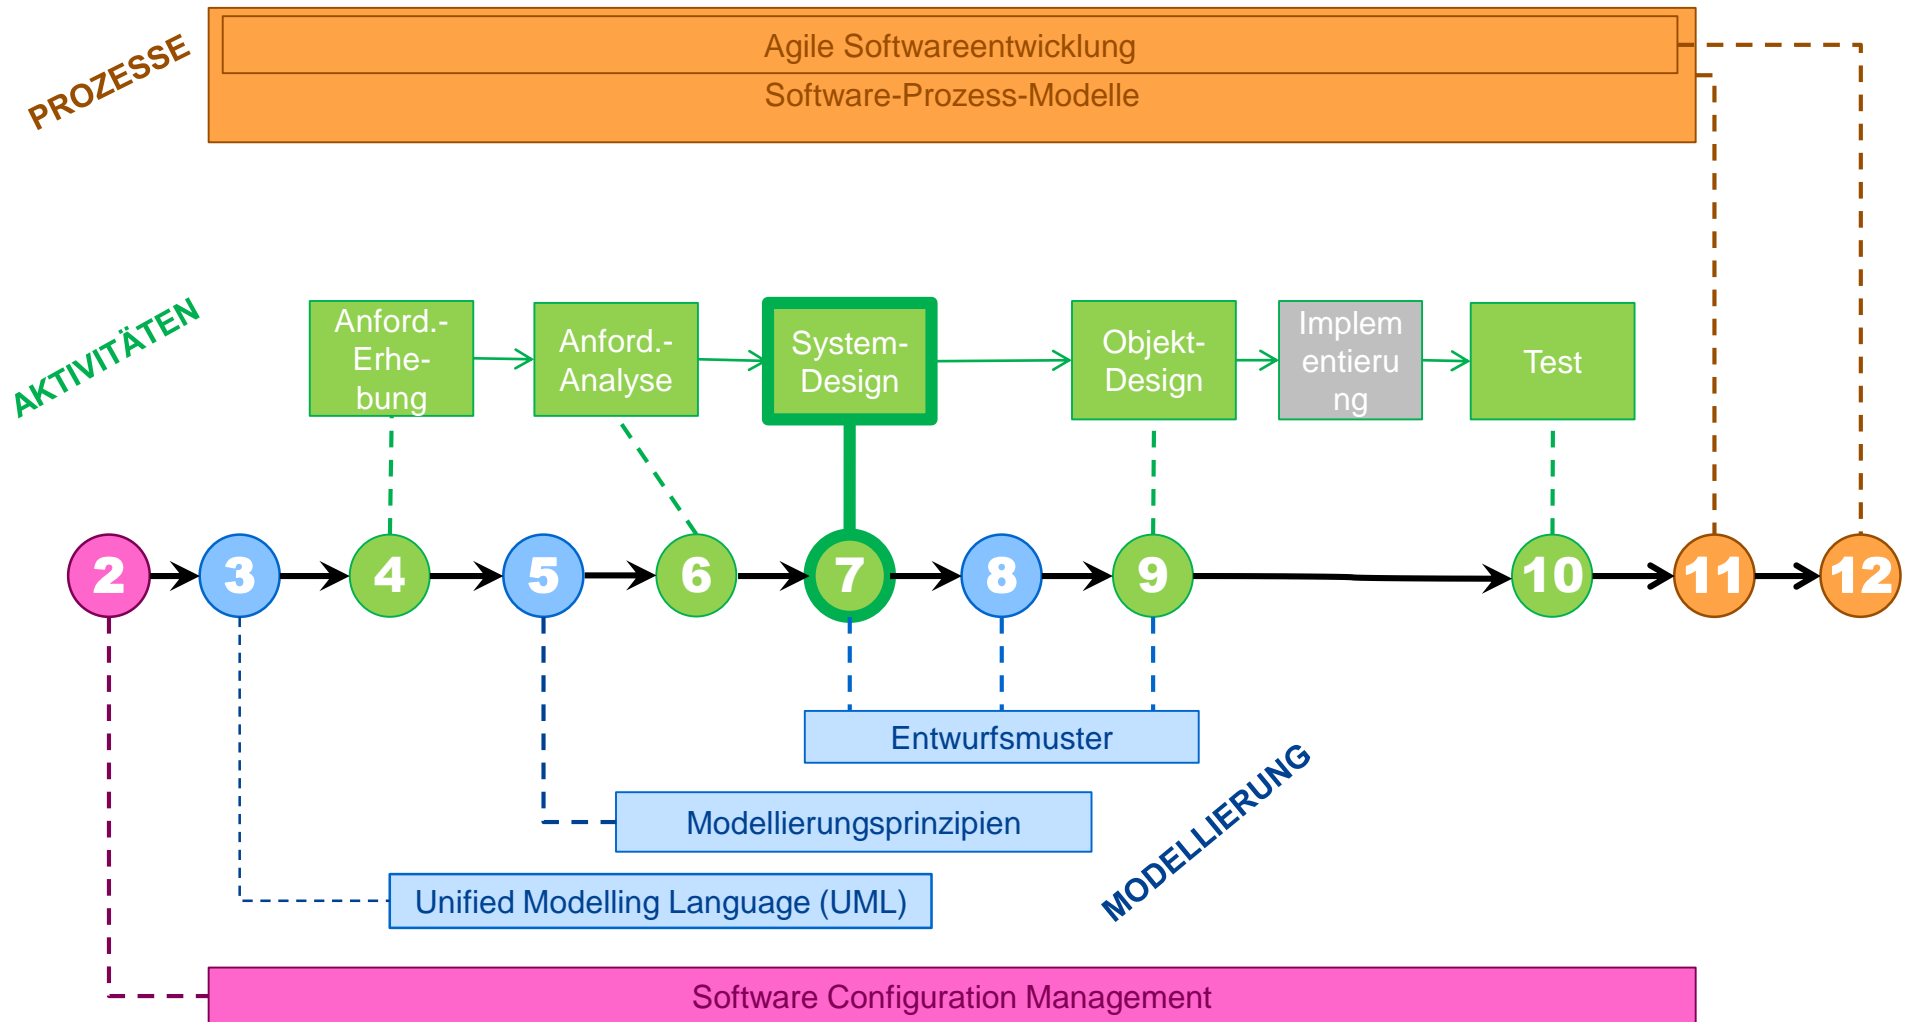 PROZESSE
Agile Softwareentwicklung
Software-Prozess-Modelle
AKTIVITÄTEN
Anford.-
Erhe-
bung
Anford.-
Analyse
System-
Design
Objekt-
Design
Implem
entieru
ng
Test
2
3
4
5
6
7
8
9
10
11
12
Entwurfsmuster
Modellierungsprinzipien
Unified Modelling Language (UML)
MODELLIERUNG
Software Configuration Management